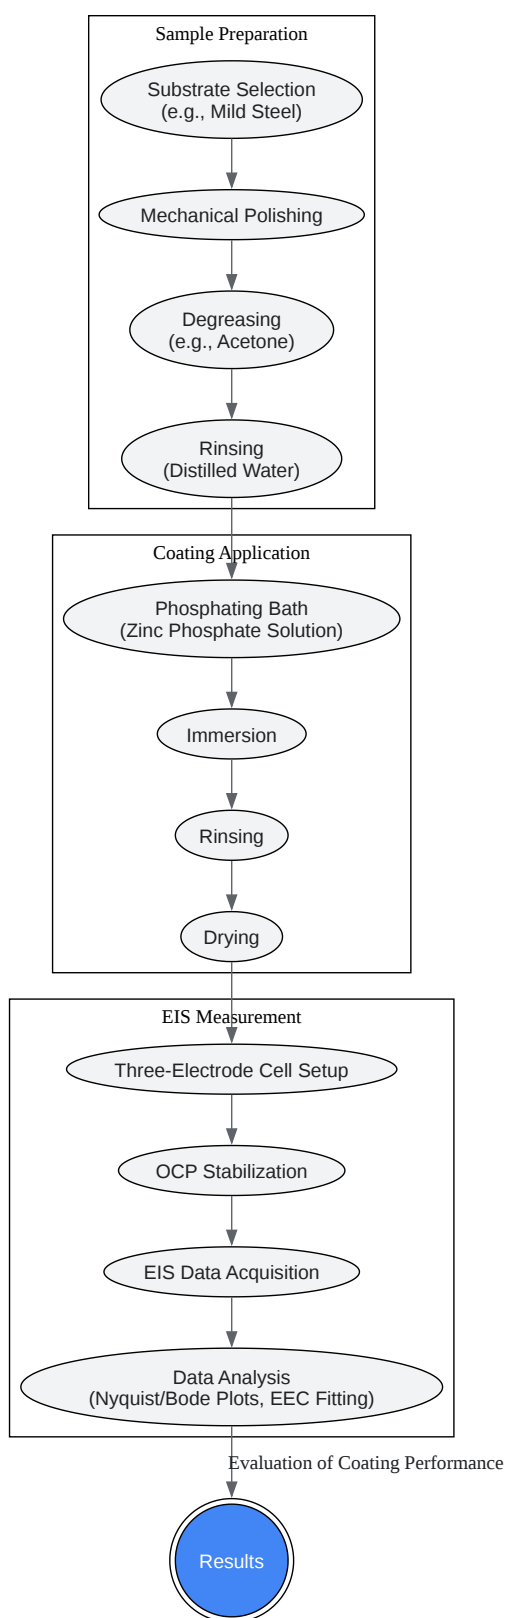 Sample Preparation
Substrate Selection
(e.g., Mild Steel)
Mechanical Polishing
Degreasing
(e.g., Acetone)
Rinsing
(Distilled Water)
Coating Application
Phosphating Bath
(Zinc Phosphate Solution)
Immersion
Rinsing
Drying
EIS Measurement
Three-Electrode Cell Setup
OCP Stabilization
EIS Data Acquisition
Data Analysis
(Nyquist/Bode Plots, EEC Fitting)
Evaluation of Coating Performance
Results